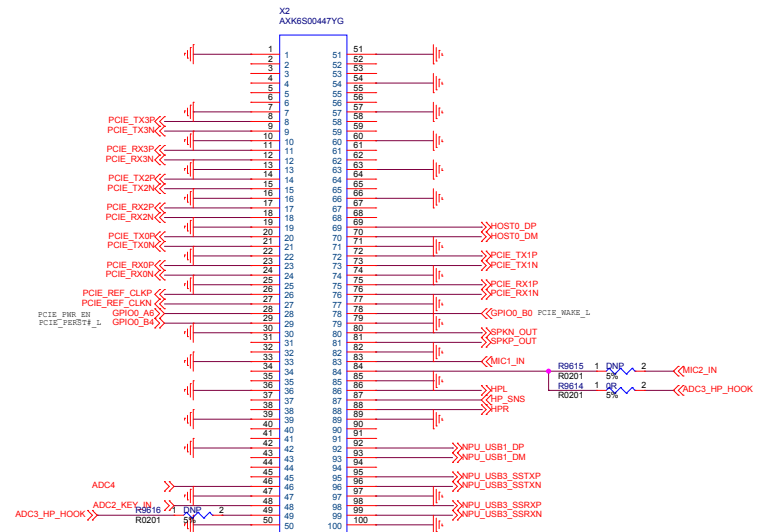 X2
AXK6S00447YG
1 1 51 51
2 2 52 52
3 3 53 53
4 4 54 54
5 5 55 55
6 6 56 56
7 7 57 57
PCIE_TX3P 8 8 58 58
PCIE_TX3N 9 9 59 59
10 10 60 60
PCIE_RX3P 11 11 61 61
PCIE_RX3N 12 12 62 62
13 13 63 63
PCIE_TX2P 14 14 64 64
PCIE_TX2N 15 15 65 65
16 16 66 66
PCIE_RX2P 17 17 67 67
PCIE_RX2N 18 18 68 68
19 19 69 69 HOST0_DP
PCIE_TX0P 20 20 70 70 HOST0_DM
PCIE_TX0N 21 21 71 71
22 22 72 72 PCIE_TX1P
PCIE_RX0P 23 23 73 73 PCIE_TX1N
PCIE_RX0N 24 24 74 74
25 25 75 75 PCIE_RX1P
PCIE_REF_CLKP 26 26 76 76 PCIE_RX1N
PCIE_REF_CLKN 27 27 77 77
PCIE_PWR_EN GPIO0_A6 28 28 78 78 GPIO0_B0 PCIE_WAKE_L
PCIE_PERST#_L GPIO0_B4 29 29 79 79
30 30 80 80 SPKN_OUT
31 31 81 81 SPKP_OUT
32 32 82 82
33 33 83 83 MIC1_IN
34 34 84 84 R9615 1 DNP 2 MIC2_IN
R0201 5%
35 35 85 85
36 36 86 86 HPL R9614 1 0R 2 ADC3_HP_HOOK
R0201 5%
37 37 87 87 HP_SNS
38 38 88 88 HPR
39 39 89 89
40 40 90 90
41 41 91 91
42 42 92 92 NPU_USB1_DP
43 43 93 93 NPU_USB1_DM
44 44 94 94
45 45 95 95 NPU_USB3_SSTXP
ADC4 46 46 96 96 NPU_USB3_SSTXN
47 47 97 97
ADC2_KEY_IN 48 48 98 98 NPU_USB3_SSRXP
ADC3_HP_HOOK R9616 1 DNP 2 49 49 99 99 NPU_USB3_SSRXN
R0201 5% 50 50 100 100